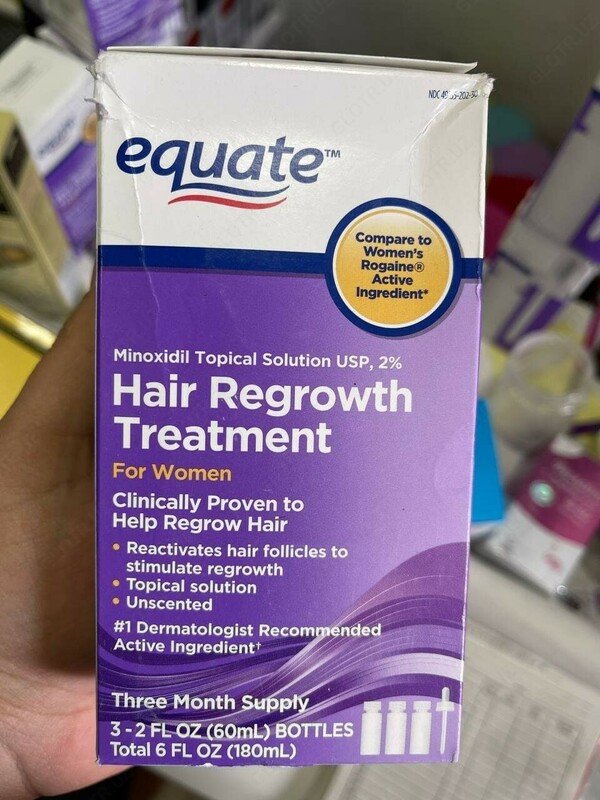 equate™
Compare to
Women's
Rogaine®
Active
Ingredient*
Minoxidil Topical Solution USP, 2%
Hair Regrowth
Treatment
For Women
Clinically Proven to
Help Regrow Hair
• Reactivates hair follicles to
stimulate regrowth
• Topical solution
• Unscented
#1 Dermatologist Recommended
Active Ingredient†
Three Month Supply
3 - 2 FL OZ (60mL) BOTTLES
Total 6 FL OZ (180mL)